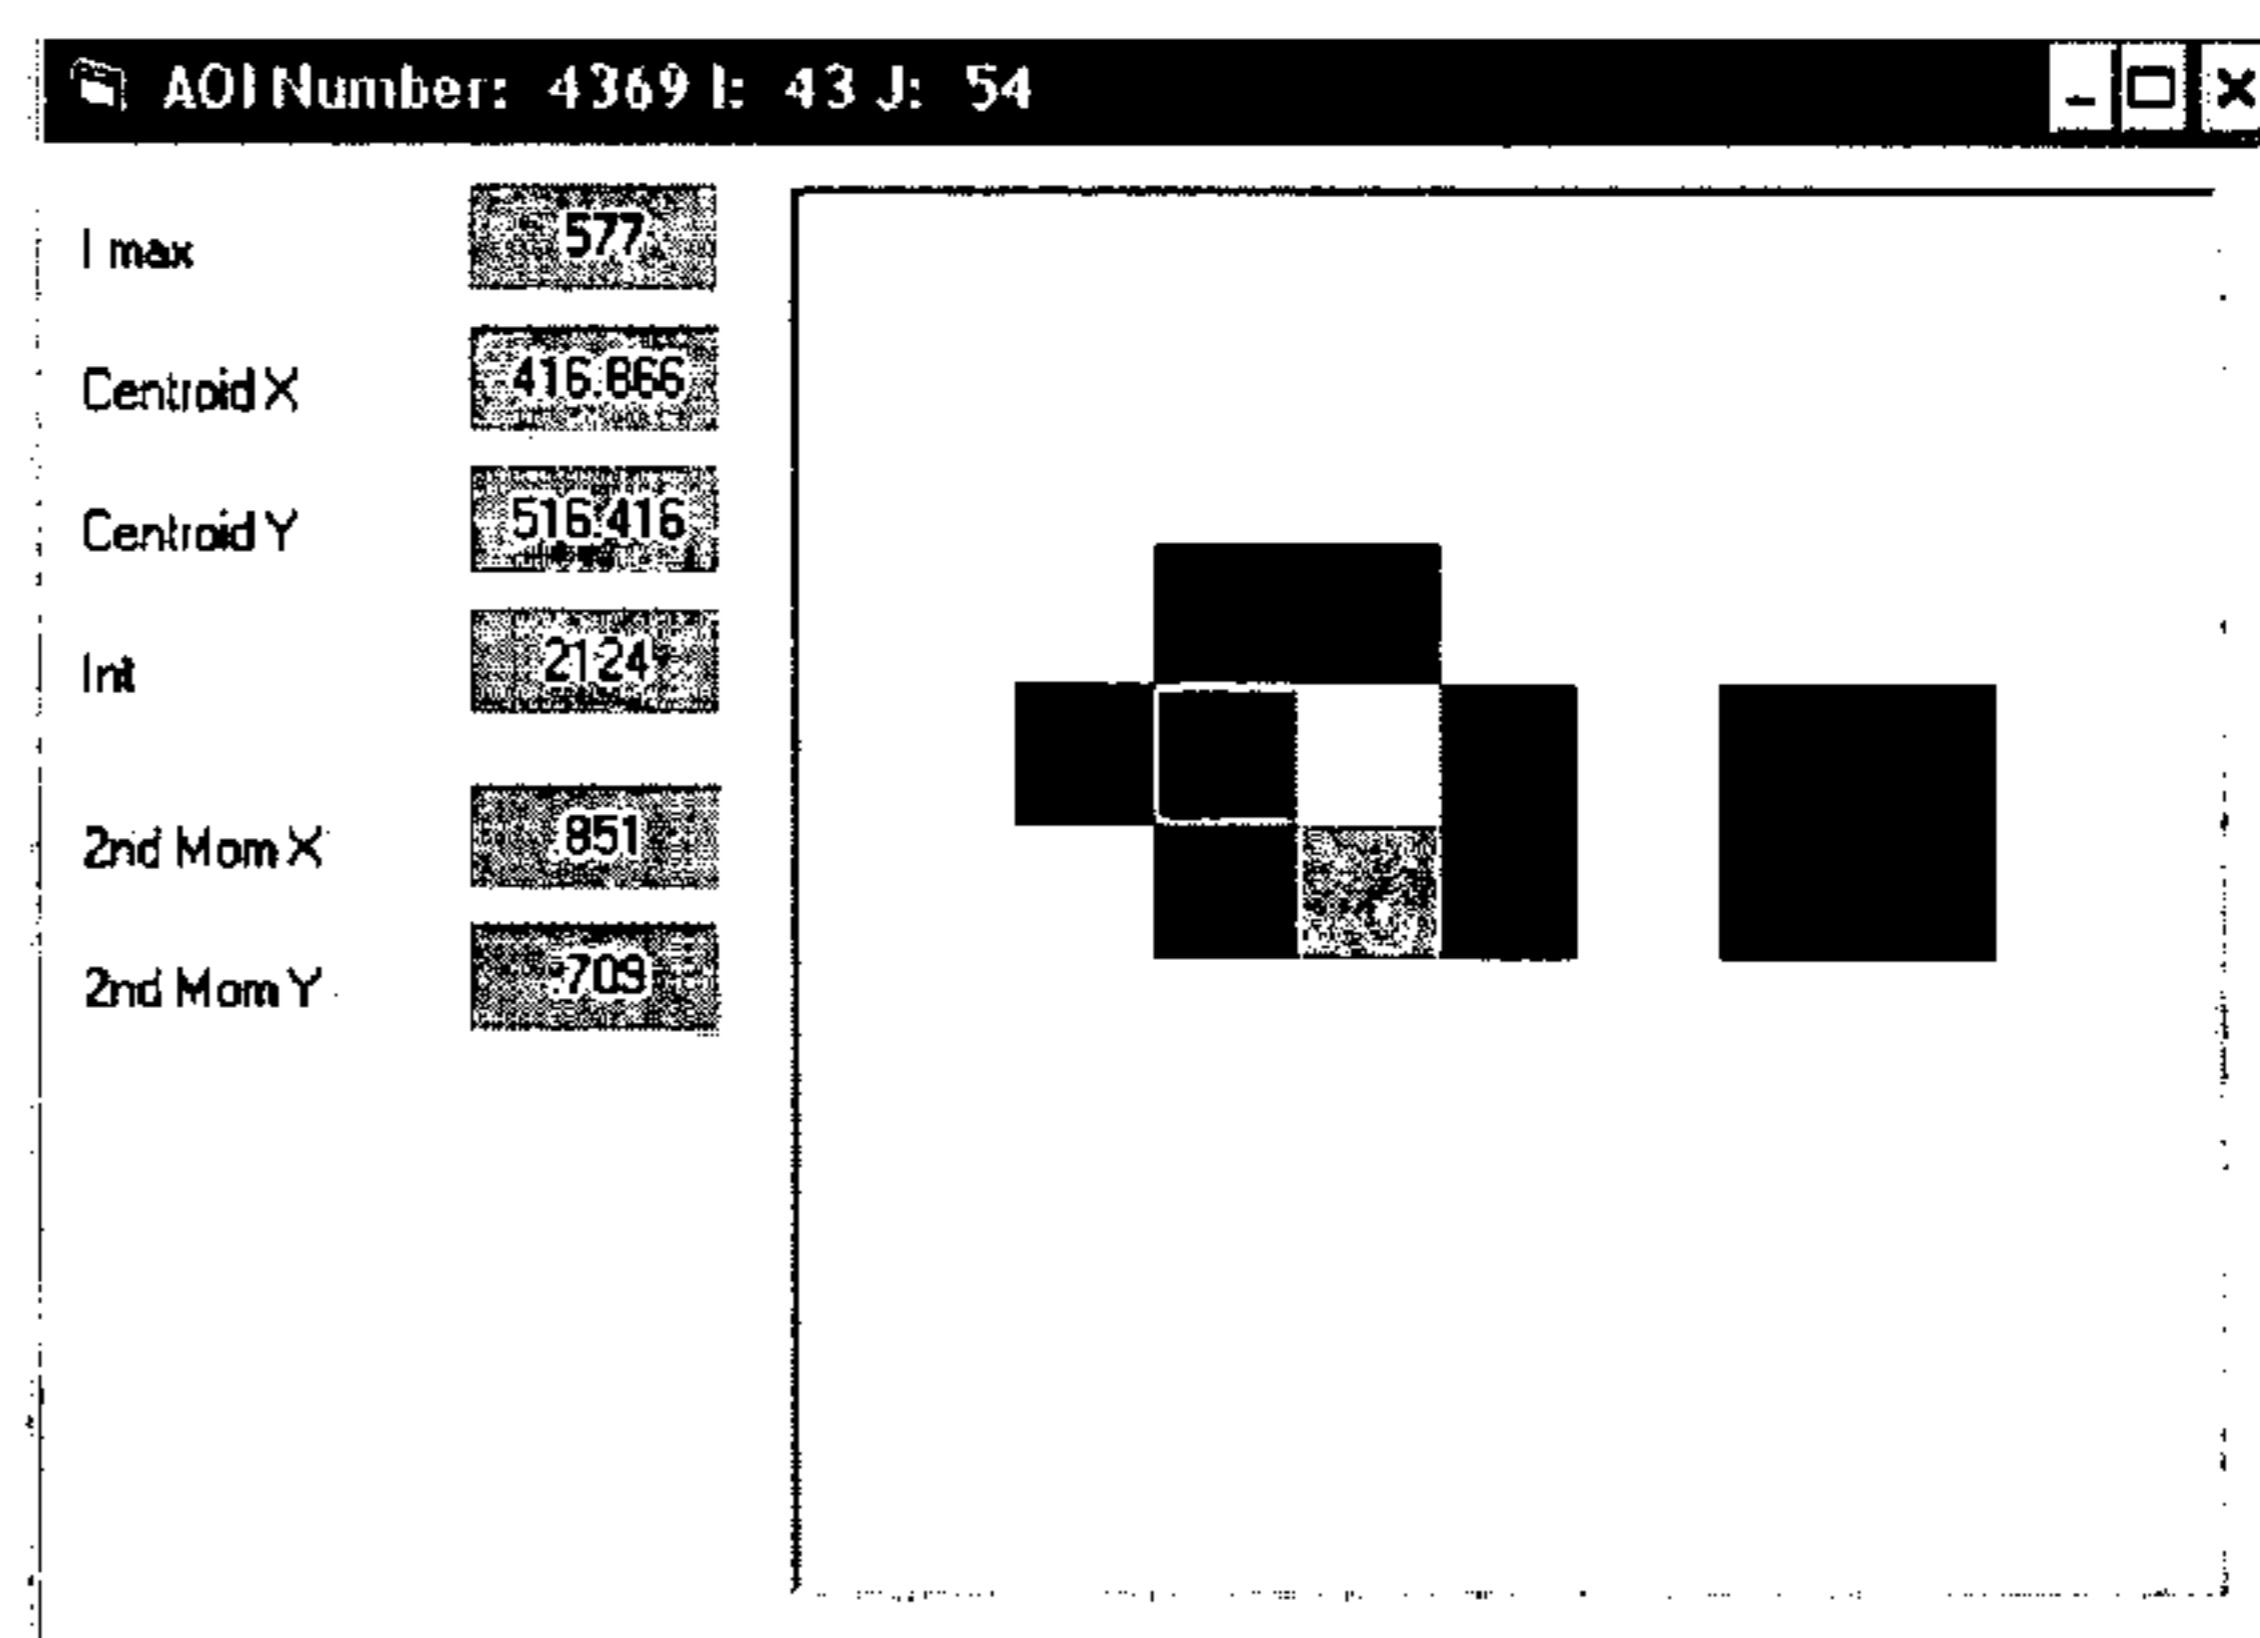 AOI Number: 4369 I: 43 J: 54
I max 577
Centroid X 416.866
Centroid Y 516.416
Int 2124
2nd Mom X .851
2nd Mom Y .709